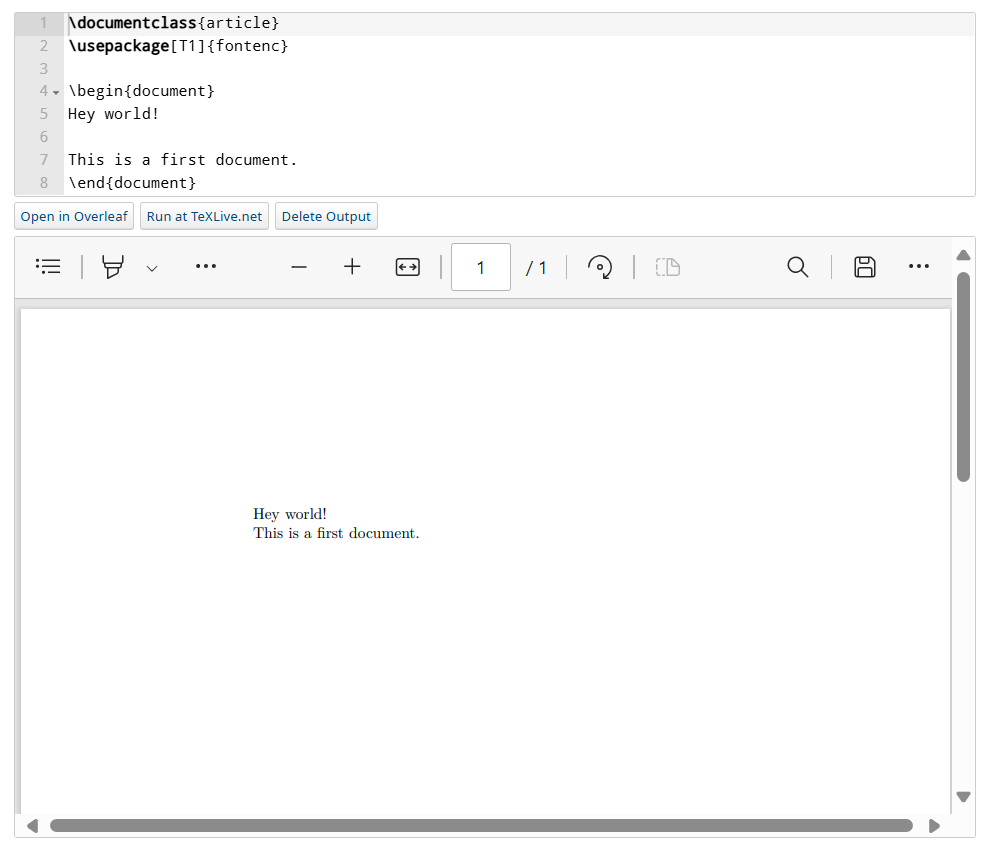 1 \documentclass{article}
2 \usepackage[T1]{fontenc}
3
4 \begin{document}
5 Hey world!
6
7 This is a first document.
8 \end{document}
Open in Overleaf Run at TeXLive.net Delete Output
1 / 1
Hey world!
This is a first document.